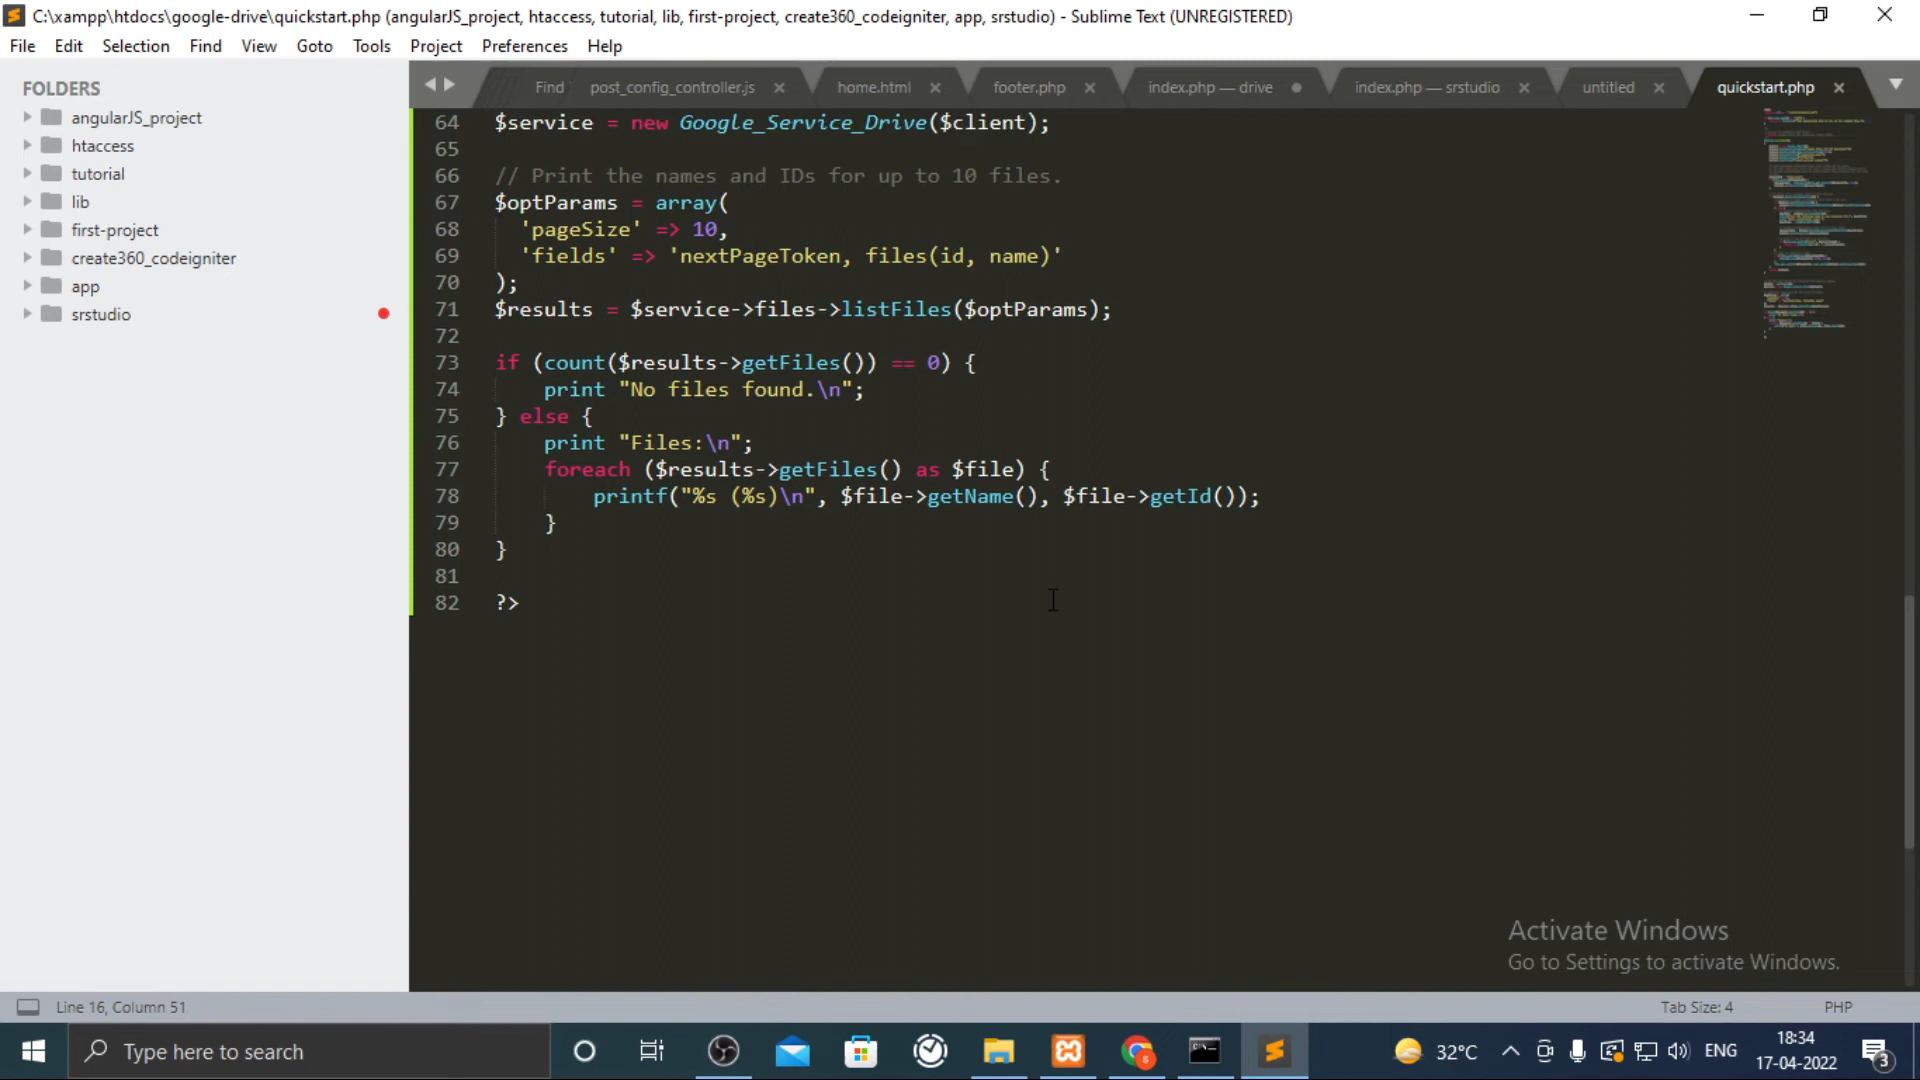 C:\xampp\htdocs\google-drive\quickstart.php (angularJS_project, htaccess, tutorial, lib, first-project, create360_codeigniter, app, srstudio) - Sublime Text (UNREGISTERED)
File Edit Selection Find View Goto Tools Project Preferences Help
FOLDERS
angularJS_project
htaccess
tutorial
lib
first-project
create360_codeigniter
app
srstudio
Find post_config_controller.js home.html footer.php index.php — drive index.php — srstudio untitled quickstart.php
64 $service = new Google_Service_Drive($client);
65
66 // Print the names and IDs for up to 10 files.
67 $optParams = array(
68 'pageSize' => 10,
69 'fields' => 'nextPageToken, files(id, name)'
70 );
71 $results = $service->files->listFiles($optParams);
72
73 if (count($results->getFiles()) == 0) {
74 print "No files found.\n";
75 } else {
76 print "Files:\n";
77 foreach ($results->getFiles() as $file) {
78 printf("%s (%s)\n", $file->getName(), $file->getId());
79 }
80 }
81
82 ?>
Activate Windows
Go to Settings to activate Windows.
Line 16, Column 51
Tab Size: 4 PHP
Type here to search
32°C
ENG
18:34
17-04-2022
3